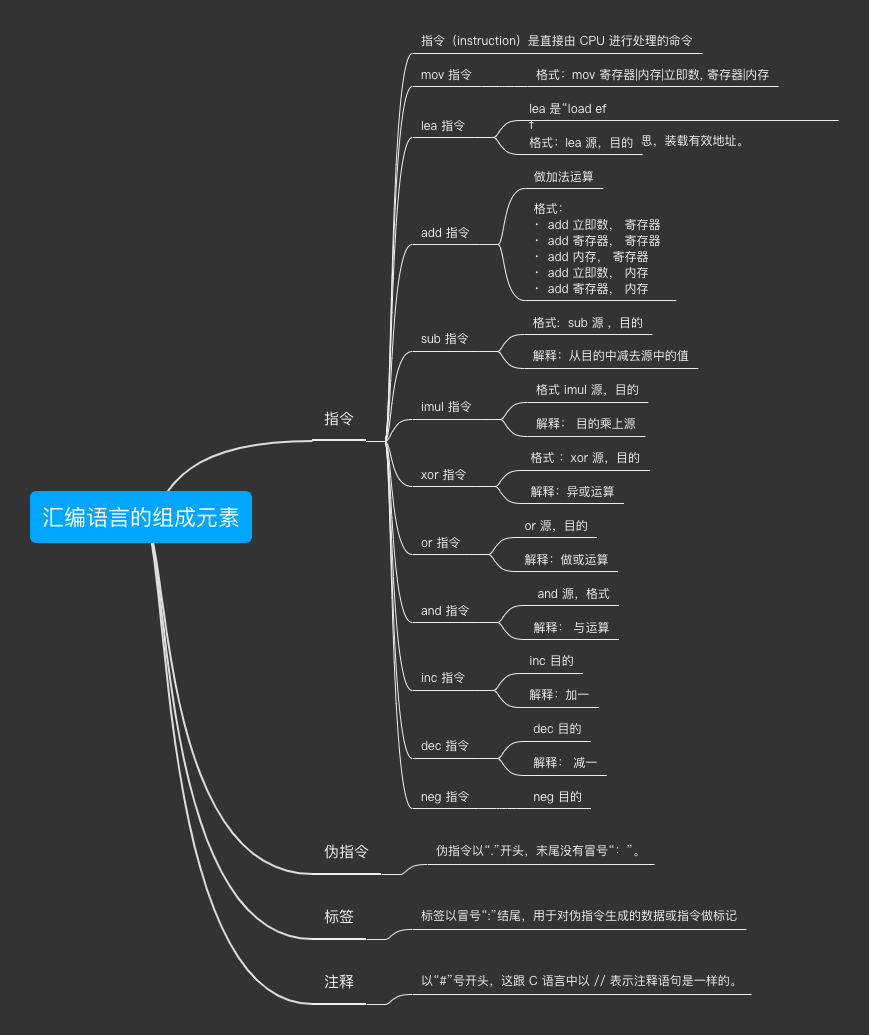 汇编语言的组成元素
指令
指令（instruction）是直接由 CPU 进行处理的命令
mov 指令
格式：mov 寄存器|内存|立即数, 寄存器|内存
lea 指令
lea 是“load ef
f
思，装载有效地址。
格式：lea 源，目的
add 指令
做加法运算
格式：
· add 立即数， 寄存器
· add 寄存器， 寄存器
· add 内存， 寄存器
· add 立即数， 内存
· add 寄存器， 内存
sub 指令
格式: sub 源 ，目的
解释：从目的中减去源中的值
imul 指令
格式 imul 源，目的
解释： 目的乘上源
xor 指令
格式 ：xor 源，目的
解释：异或运算
or 指令
or 源，目的
解释：做或运算
and 指令
and 源，格式
解释： 与运算
inc 指令
inc 目的
解释：加一
dec 指令
dec 目的
解释： 减一
neg 指令
neg 目的
伪指令
伪指令以“.”开头，末尾没有冒号“：”。
标签
标签以冒号“:”结尾，用于对伪指令生成的数据或指令做标记
注释
以“#”号开头，这跟 C 语言中以 // 表示注释语句是一样的。